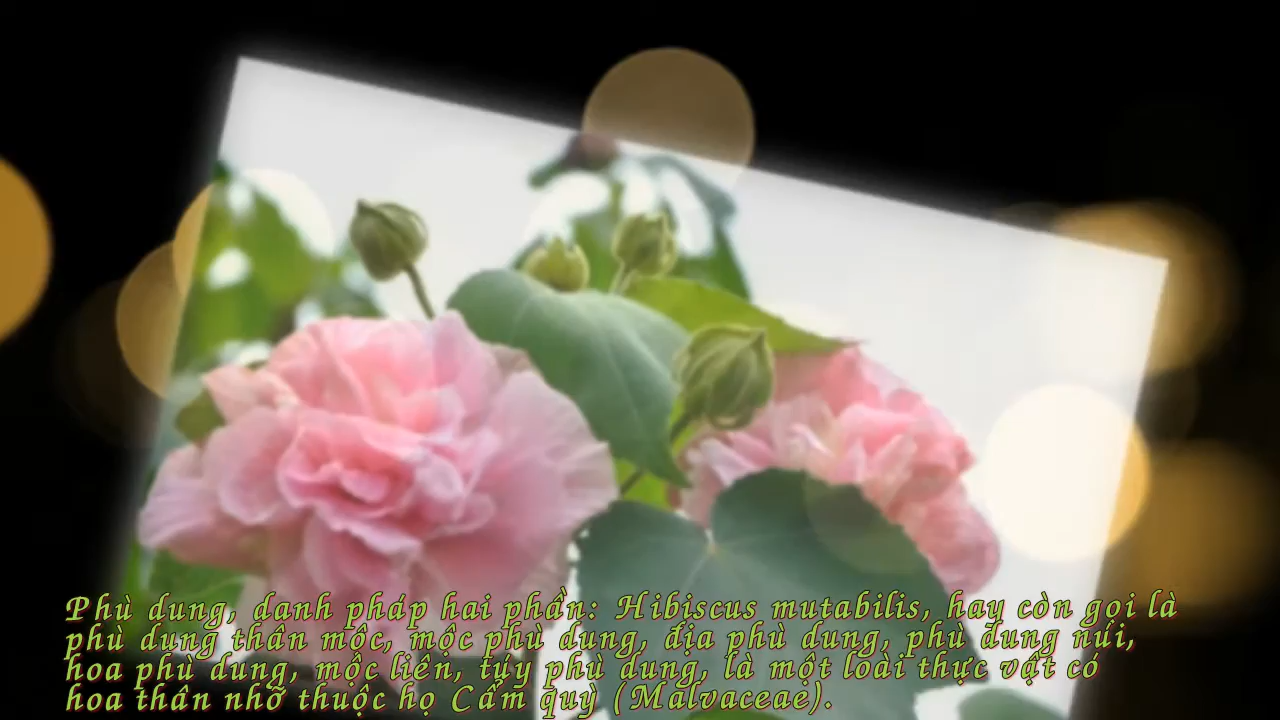 Phù dung, danh pháp hai phần: Hibiscus mutabilis, hay còn gọi là
phù dung thân mộc, mộc phù dung, địa phù dung, phù dung núi,
hoa phù dung, mộc liên, túy phù dung, là một loài thực vật có
hoa thân nhỡ thuộc họ Cẩm quỳ (Malvaceae).